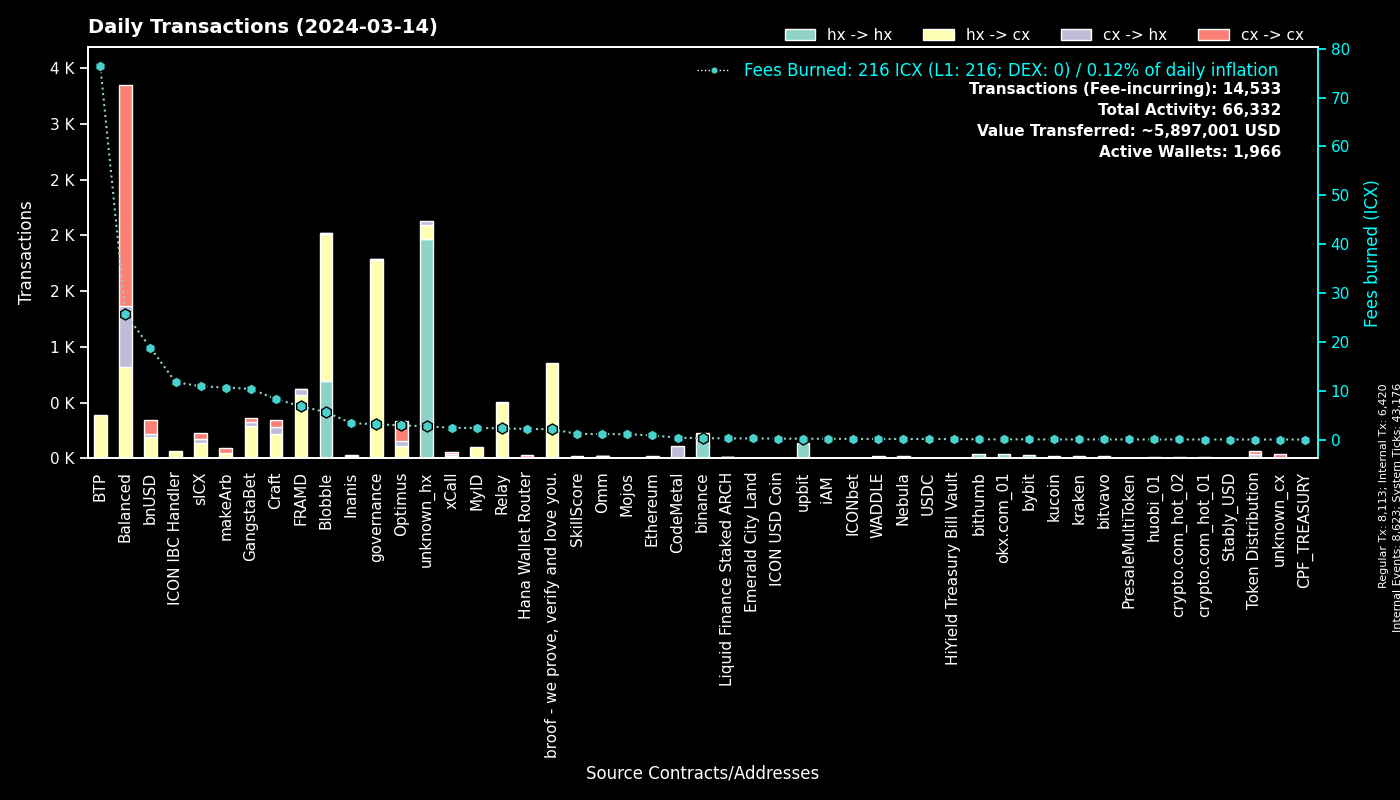 Daily Transactions (2024-03-14)
hx -> hx
hx -> cx
cx -> hx
cx -> cx
Fees Burned: 216 ICX (L1: 216; DEX: 0) / 0.12% of daily inflation
Transactions (Fee-incurring): 14,533
Total Activity: 66,332
Value Transferred: ~5,897,001 USD
Active Wallets: 1,966
Transactions
4 K
3 K
2 K
2 K
2 K
1 K
0 K
0 K
80
70
60
50
40
30
20
10
0
Fees burned (ICX)
Regular Tx: 8,113; Internal Tx: 6,420
Internal Events: 8,623; System Ticks: 43,176
BTP
Balanced
bnUSD
ICON IBC Handler
sICX
makeArb
GangstaBet
Craft
FRAMD
Blobble
Inanis
governance
Optimus
unknown_hx
xCall
MyID
Relay
Hana Wallet Router
broof - we prove, verify and love you.
SkillScore
Omm
Mojos
Ethereum
CodeMetal
binance
Liquid Finance Staked ARCH
Emerald City Land
ICON USD Coin
upbit
iAM
ICONbet
WADDLE
Nebula
USDC
HiYield Treasury Bill Vault
bithumb
okx.com_01
bybit
kucoin
kraken
bitvavo
PresaleMultiToken
huobi_01
crypto.com_hot_02
crypto.com_hot_01
Stably_USD
Token Distribution
unknown_cx
CPF_TREASURY
Source Contracts/Addresses